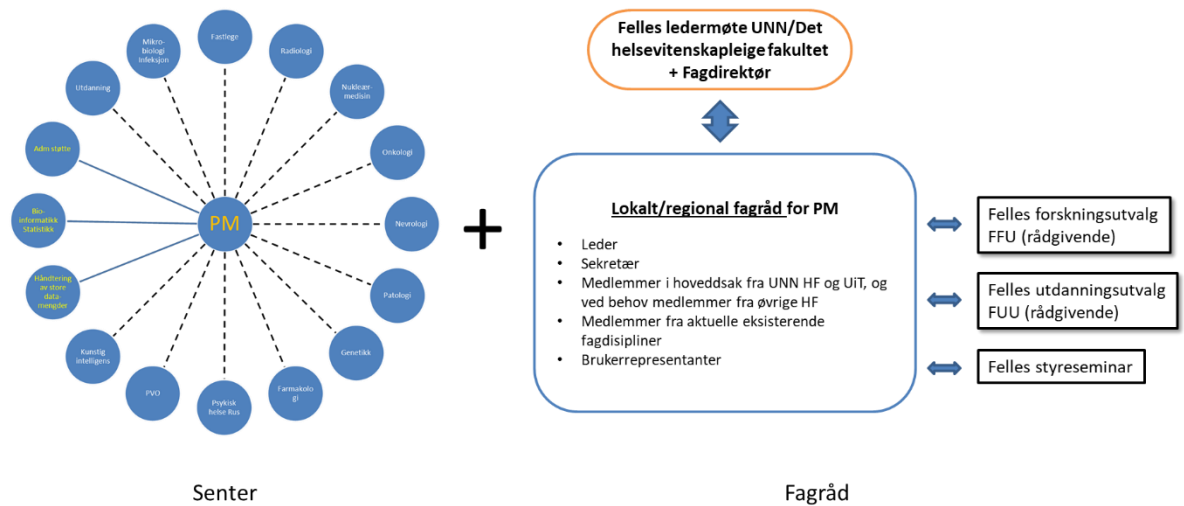 Fastlege
Radiologi
Nukleær-
medisin
Onkologi
Nevrologi
Patologi
Genetikk
Farmakolo
gi
Psykisk
helse Rus
PVO
Kunstig
intelligens
Håndtering
av store
data-
mengder
Bio-
informatikk
Statistikk
Adm støtte
Utdanning
Mikro-
biologi
Infeksjon
PM
Senter
+
Felles ledermøte UNN/Det
helsevitenskapleige fakultet
+ Fagdirektør
Lokalt/regional fagråd for PM
• Leder
• Sekretær
• Medlemmer i hoveddsak fra UNN HF og UiT, og
ved behov medlemmer fra øvrige HF
• Medlemmer fra aktuelle eksisterende
fagdisipliner
• Brukerrepresentanter
Felles forskningsutvalg
FFU (rådgivende)
Felles utdanningsutvalg
FUU (rådgivende)
Felles styreseminar
Fagråd